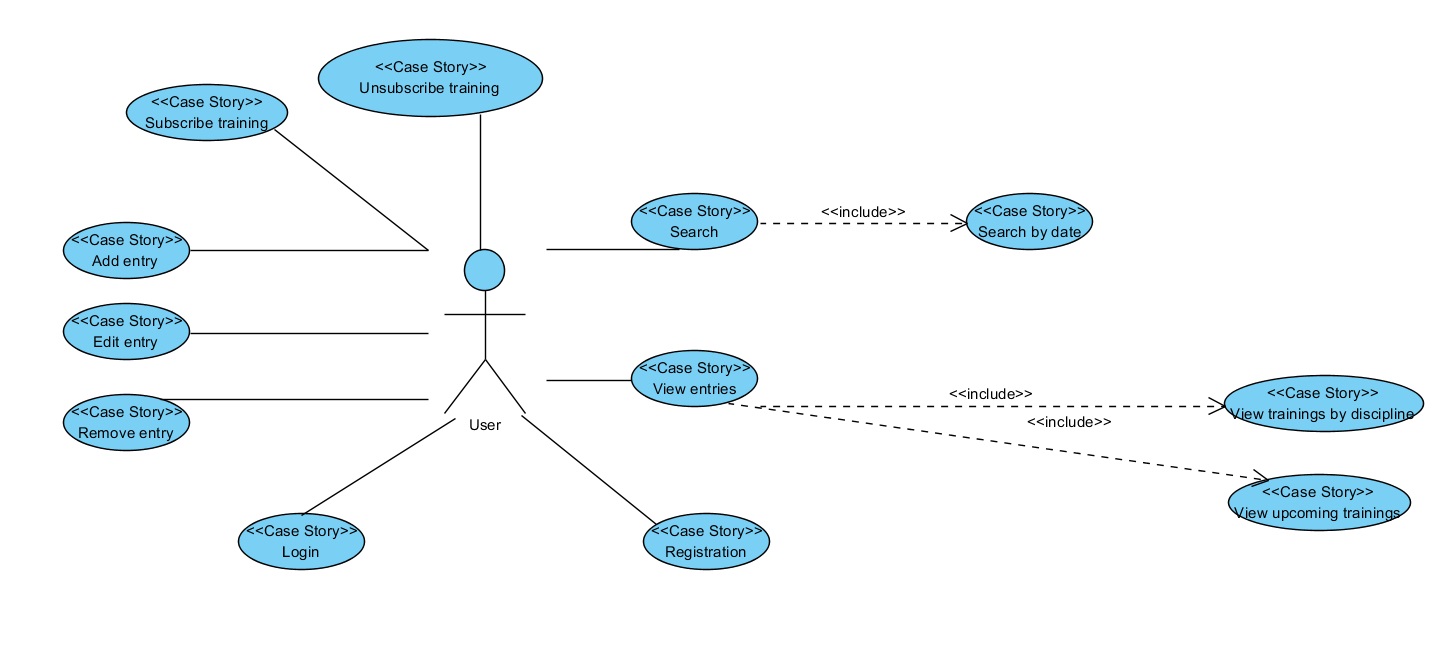 <<Case Story>>
Unsubscribe training
<<Case Story>>
Subscribe training
<<Case Story>>
Search
<<include>>
<<Case Story>>
Search by date
<<Case Story>>
Add entry
<<Case Story>>
Edit entry
<<Case Story>>
View entries
<<include>>
<<Case Story>>
View trainings by discipline
<<include>>
<<Case Story>>
Remove entry
User
<<Case Story>>
View upcoming trainings
<<Case Story>>
Login
<<Case Story>>
Registration